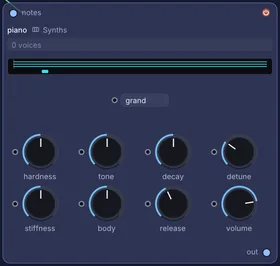 notes
piano Synths
0 voices
grand
hardness tone decay detune
stiffness body release volume
out